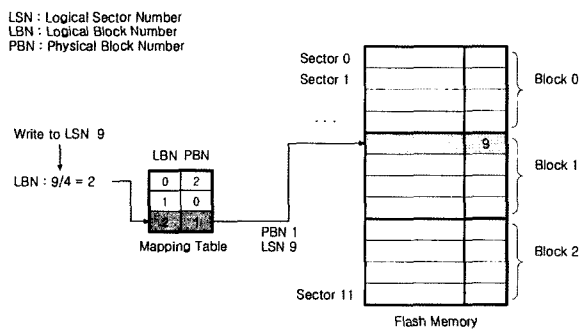 LSN : Logical Sector Number
LBN : Logical Block Number
PBN : Physical Block Number
Sector 0
Sector 1
Block 0
. . .
Write to LSN 9
9
LBN PBN
Block 1
LBN : 9/4 = 2
0 2
1 0
2 1
PBN 1
LSN 9
Mapping Table
Block 2
Sector 11
Flash Memory